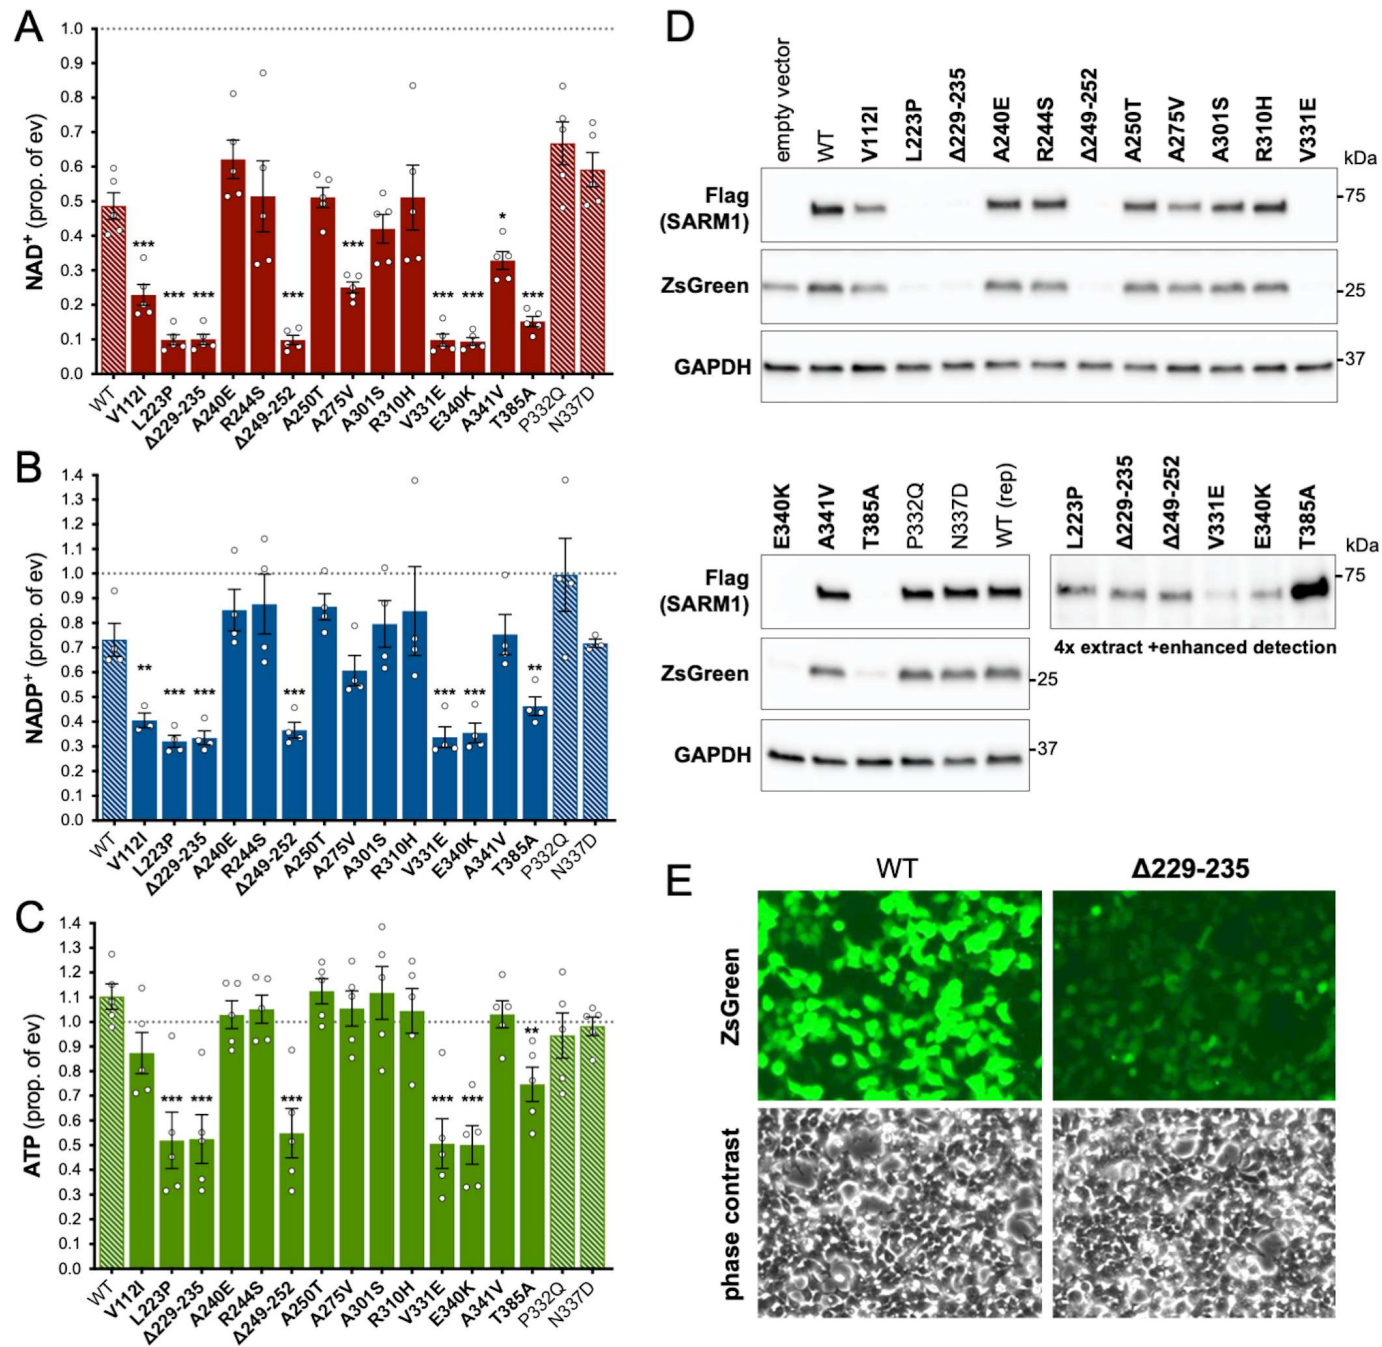 A
NAD+ (prop. of ev)
1.0
0.9
0.8
0.7
0.6
0.5
0.4
0.3
0.2
0.1
0.0
*** *** *** *** *** *** *** * ***
WT V112I L223P Δ229-235 A240E R244S Δ249-252 A250T A275V A301S R310H V331E E340K A341V T385A P332Q N337D
B
NADP+ (prop. of ev)
1.4
1.3
1.2
1.1
1.0
0.9
0.8
0.7
0.6
0.5
0.4
0.3
0.2
0.1
0.0
** *** *** *** *** *** **
WT V112I L223P Δ229-235 A240E R244S Δ249-252 A250T A275V A301S R310H V331E E340K A341V T385A P332Q N337D
C
ATP (prop. of ev)
1.4
1.3
1.2
1.1
1.0
0.9
0.8
0.7
0.6
0.5
0.4
0.3
0.2
0.1
0.0
*** *** *** *** *** **
WT V112I L223P Δ229-235 A240E R244S Δ249-252 A250T A275V A301S R310H V331E E340K A341V T385A P332Q N337D
D
empty vector WT V112I L223P Δ229-235 A240E R244S Δ249-252 A250T A275V A301S R310H V331E
kDa
Flag
(SARM1)
-75
ZsGreen
-25
GAPDH
-37
E340K A341V T385A P332Q N337D WT (rep)
L223P Δ229-235 Δ249-252 V331E E340K T385A
kDa
Flag
(SARM1)
-75
4x extract +enhanced detection
ZsGreen
-25
GAPDH
-37
E
WT Δ229-235
ZsGreen
phase contrast